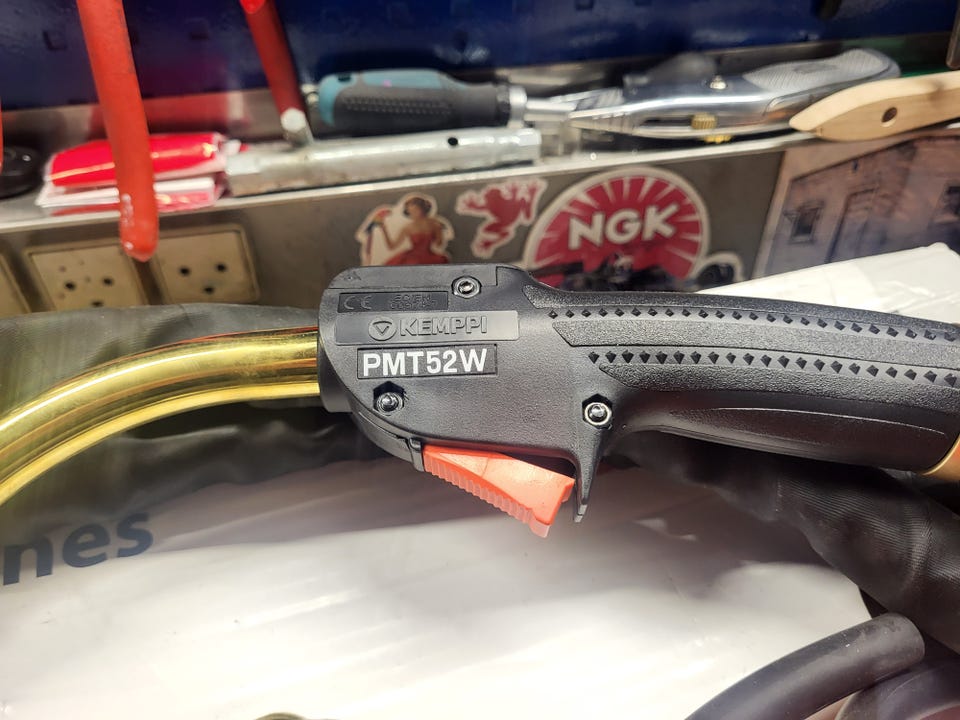 NGK
CE
KEMPPI
PMT52W
nes